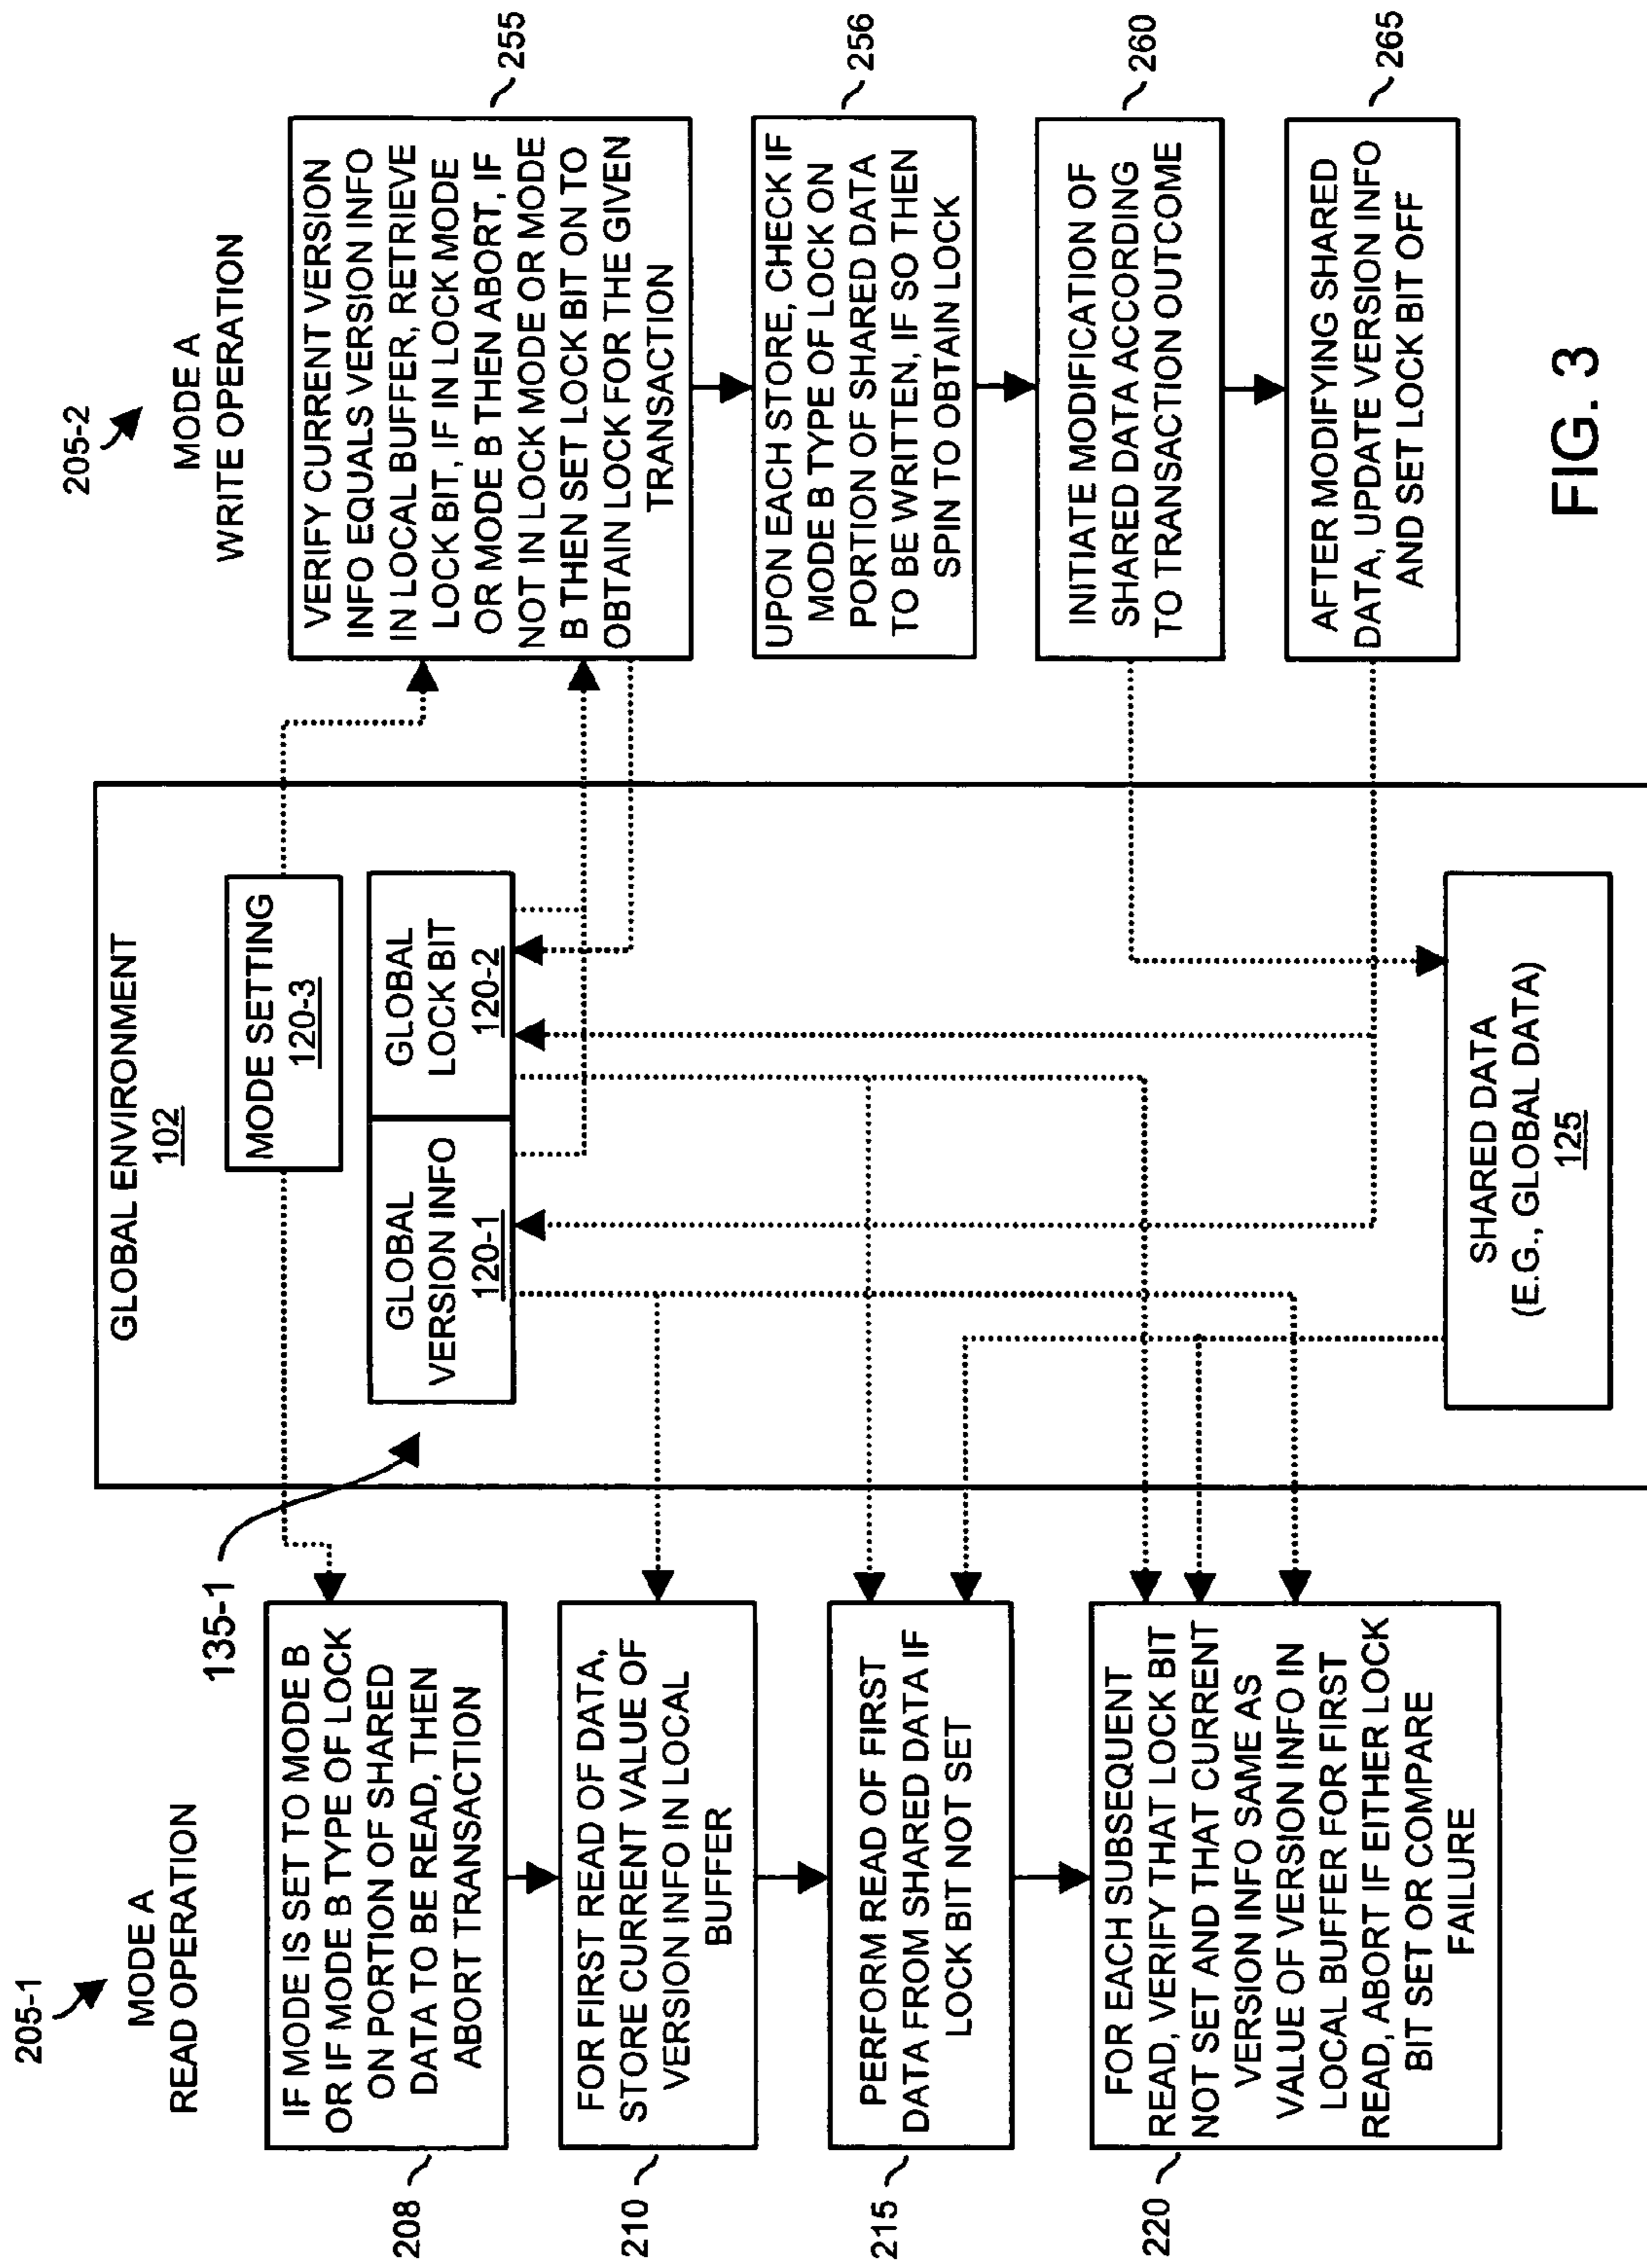 205-1
MODE A
READ OPERATION
208
IF MODE IS SET TO MODE B
OR IF MODE B TYPE OF LOCK
ON PORTION OF SHARED
DATA TO BE READ, THEN
ABORT TRANSACTION
210
FOR FIRST READ OF DATA,
STORE CURRENT VALUE OF
VERSION INFO IN LOCAL
BUFFER
215
PERFORM READ OF FIRST
DATA FROM SHARED DATA IF
LOCK BIT NOT SET
220
FOR EACH SUBSEQUENT
READ, VERIFY THAT LOCK BIT
NOT SET AND THAT CURRENT
VERSION INFO SAME AS
VALUE OF VERSION INFO IN
LOCAL BUFFER FOR FIRST
READ, ABORT IF EITHER LOCK
BIT SET OR COMPARE
FAILURE
135-1
GLOBAL ENVIRONMENT
102
MODE SETTING
120-3
GLOBAL
VERSION INFO
120-1
GLOBAL
LOCK BIT
120-2
SHARED DATA
(E.G., GLOBAL DATA)
125
205-2
MODE A
WRITE OPERATION
VERIFY CURRENT VERSION
INFO EQUALS VERSION INFO
IN LOCAL BUFFER, RETRIEVE
LOCK BIT, IF IN LOCK MODE
OR MODE B THEN ABORT, IF
NOT IN LOCK MODE OR MODE
B THEN SET LOCK BIT ON TO
OBTAIN LOCK FOR THE GIVEN
TRANSACTION
255
UPON EACH STORE, CHECK IF
MODE B TYPE OF LOCK ON
PORTION OF SHARED DATA
TO BE WRITTEN, IF SO THEN
SPIN TO OBTAIN LOCK
256
INITIATE MODIFICATION OF
SHARED DATA ACCORDING
TO TRANSACTION OUTCOME
260
AFTER MODIFYING SHARED
DATA, UPDATE VERSION INFO
AND SET LOCK BIT OFF
265
FIG. 3